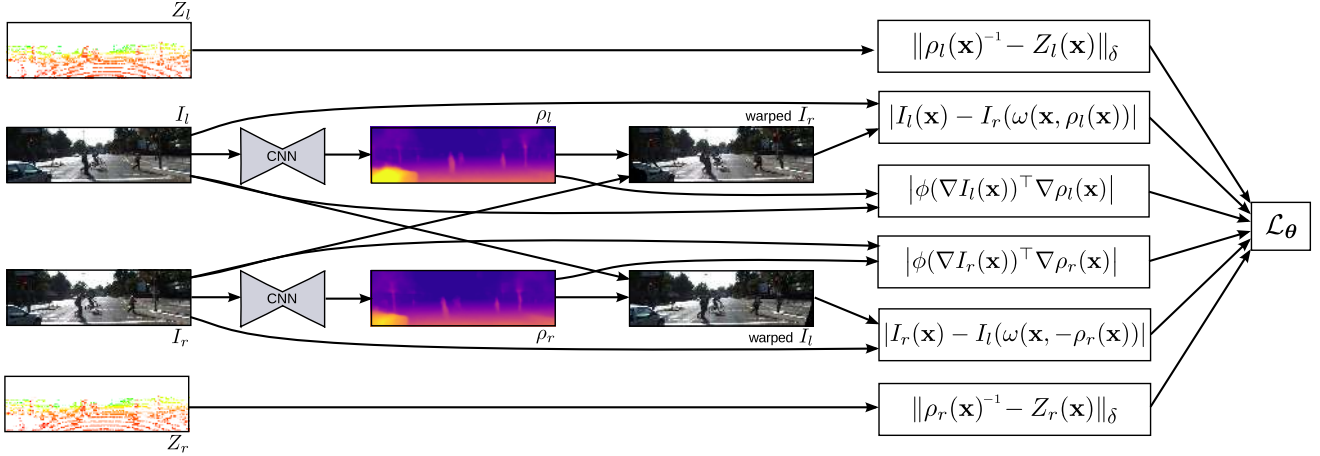 Z_l
‖ρ_l(𝐱)⁻¹ − Z_l(𝐱)‖_δ
I_l
CNN
ρ_l
warped I_r
|I_l(𝐱) − I_r(ω(𝐱, ρ_l(𝐱))|
|ϕ(∇I_l(𝐱))^⊤∇ρ_l(𝐱)|
𝓛_𝜽
|ϕ(∇I_r(𝐱))^⊤∇ρ_r(𝐱)|
CNN
I_r
ρ_r
warped I_l
|I_r(𝐱) − I_l(ω(𝐱, −ρ_r(𝐱))|
‖ρ_r(𝐱)⁻¹ − Z_r(𝐱)‖_δ
Z_r